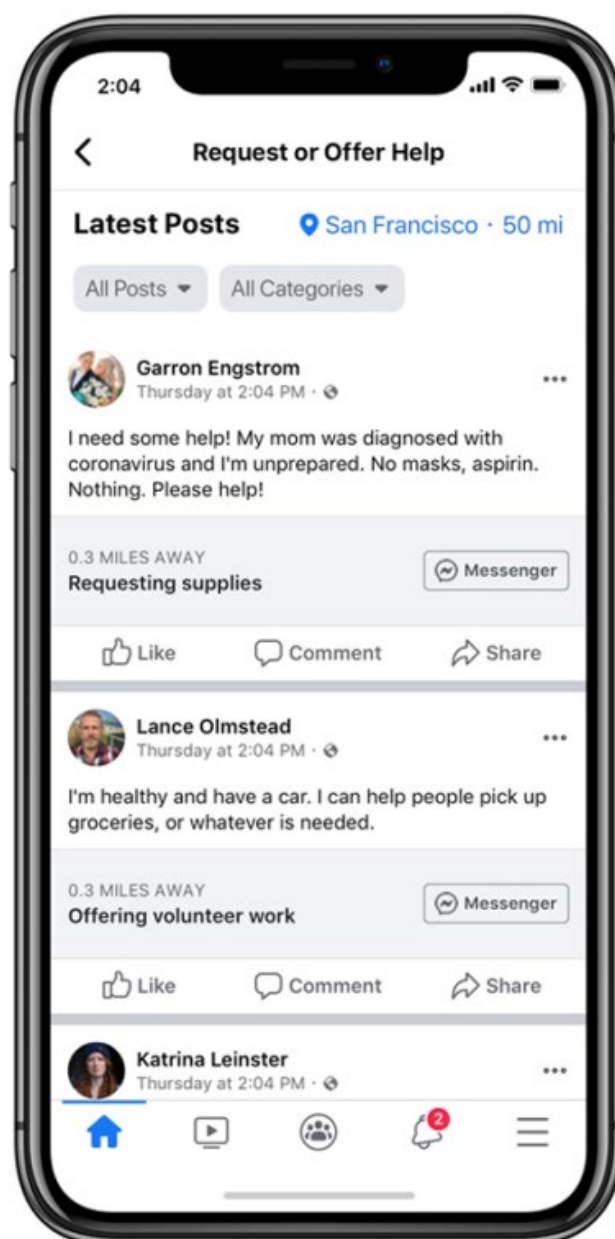 2:04
Request or Offer Help
Latest Posts
San Francisco · 50 mi
All Posts
All Categories
Garron Engstrom
Thursday at 2:04 PM ·
I need some help! My mom was diagnosed with
coronavirus and I'm unprepared. No masks, aspirin.
Nothing. Please help!
0.3 MILES AWAY
Requesting supplies
Messenger
Like
Comment
Share
Lance Olmstead
Thursday at 2:04 PM ·
I'm healthy and have a car. I can help people pick up
groceries, or whatever is needed.
0.3 MILES AWAY
Offering volunteer work
Messenger
Like
Comment
Share
Katrina Leinster
Thursday at 2:04 PM ·
2